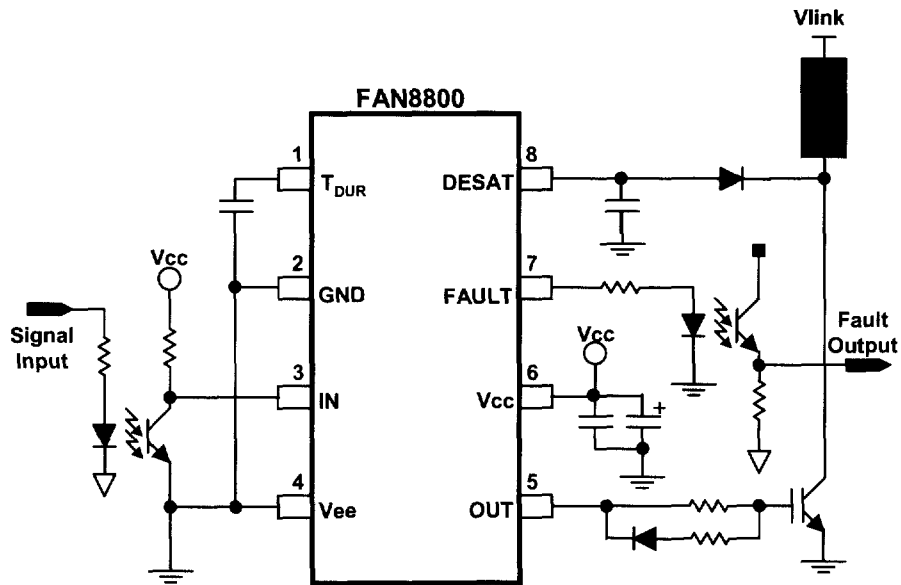 Vlink
FAN8800
1
TDUR
8
DESAT
Vcc
2
GND
7
FAULT
Signal
Input
Fault
Output
Vcc
3
IN
6
Vcc
+
4
Vee
5
OUT